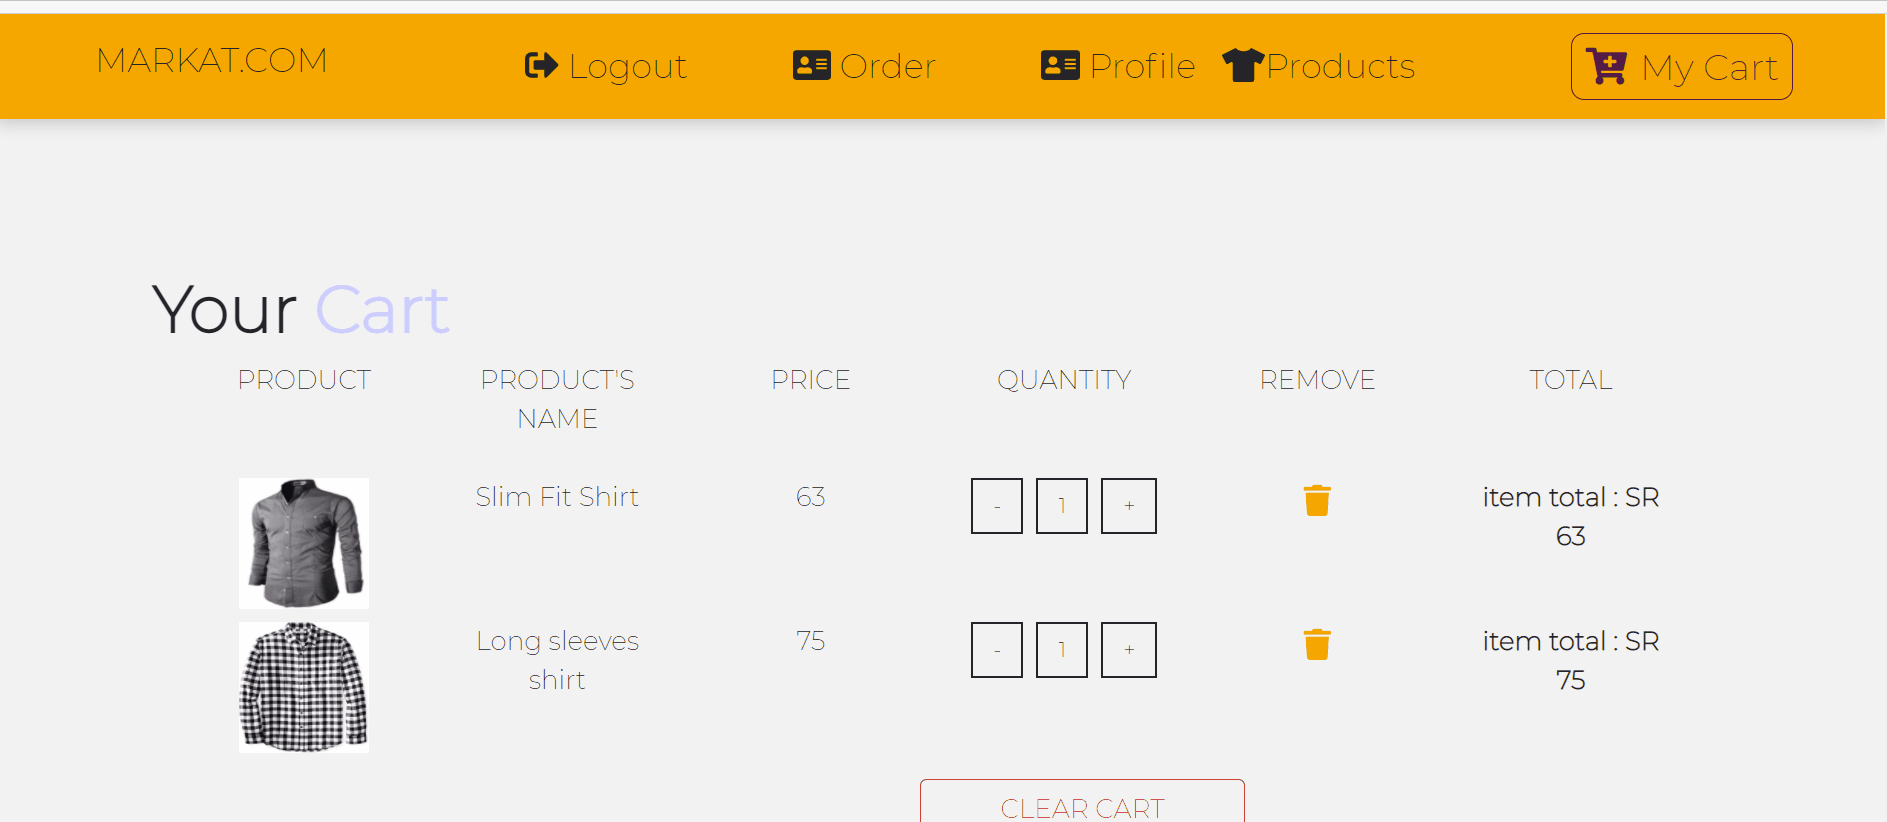 MARKAT.COM
Logout
Order
Profile
Products
My Cart
Your Cart
PRODUCT
PRODUCT'S
NAME
PRICE
QUANTITY
REMOVE
TOTAL
Slim Fit Shirt
63
- 1 +
item total : SR
63
Long sleeves
shirt
75
- 1 +
item total : SR
75
CLEAR CART